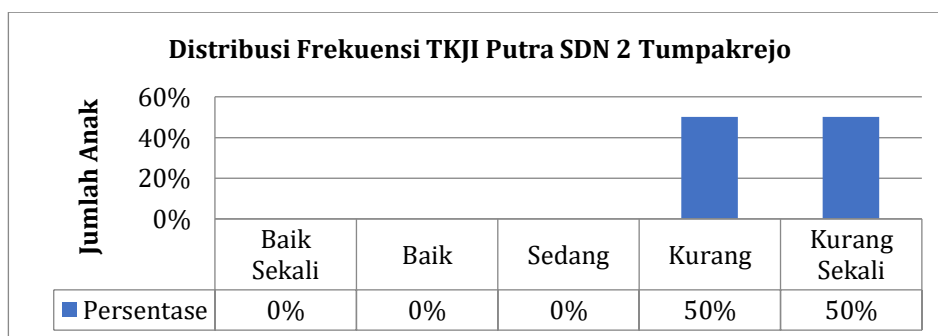 Distribusi Frekuensi TKJI Putra SDN 2 Tumpakrejo
Jumlah Anak
60%
40%
20%
0%
Baik Sekali
Baik
Sedang
Kurang
Kurang Sekali
Persentase
0%
0%
0%
50%
50%